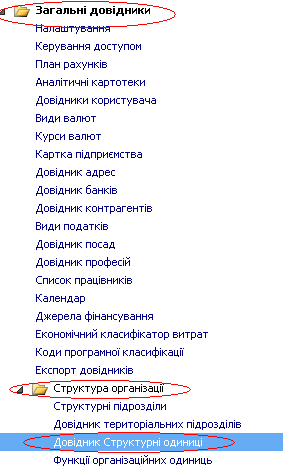 Загальні довідники
Налаштування
Керування доступом
План рахунків
Аналітичні картотеки
Довідники користувача
Види валют
Курси валют
Картка підприємства
Довідник адрес
Довідник банків
Довідник контрагентів
Види податків
Довідник посад
Довідник професій
Список працівників
Календар
Джерела фінансування
Економічний класифікатор витрат
Коди програмної класифікації
Експорт довідників
Структура організації
Структурні підрозділи
Довідник територіальних підрозділів
Довідник Структурні одиниці
Функції організаційних одиниць